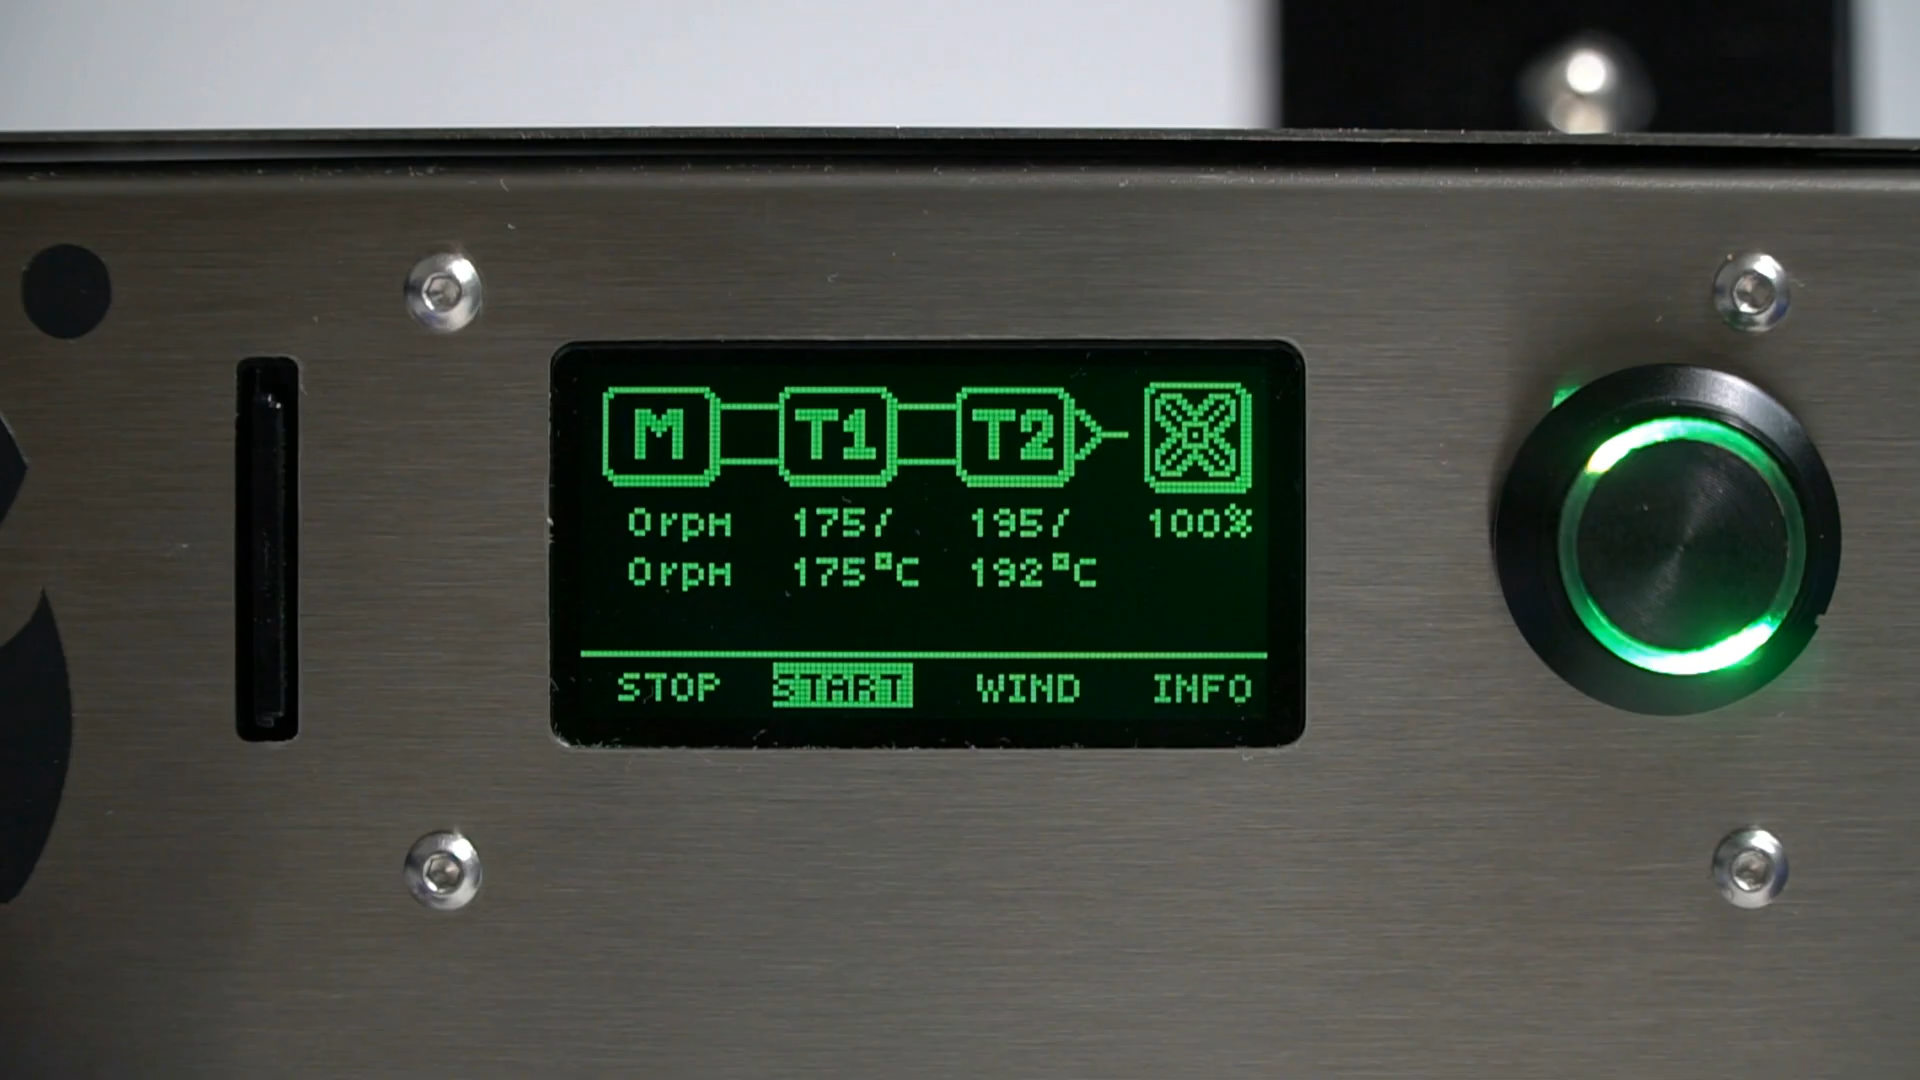 M T1 T2
0rpm 175/ 195/ 100%
0rpm 175°C 192°C
STOP START WIND INFO